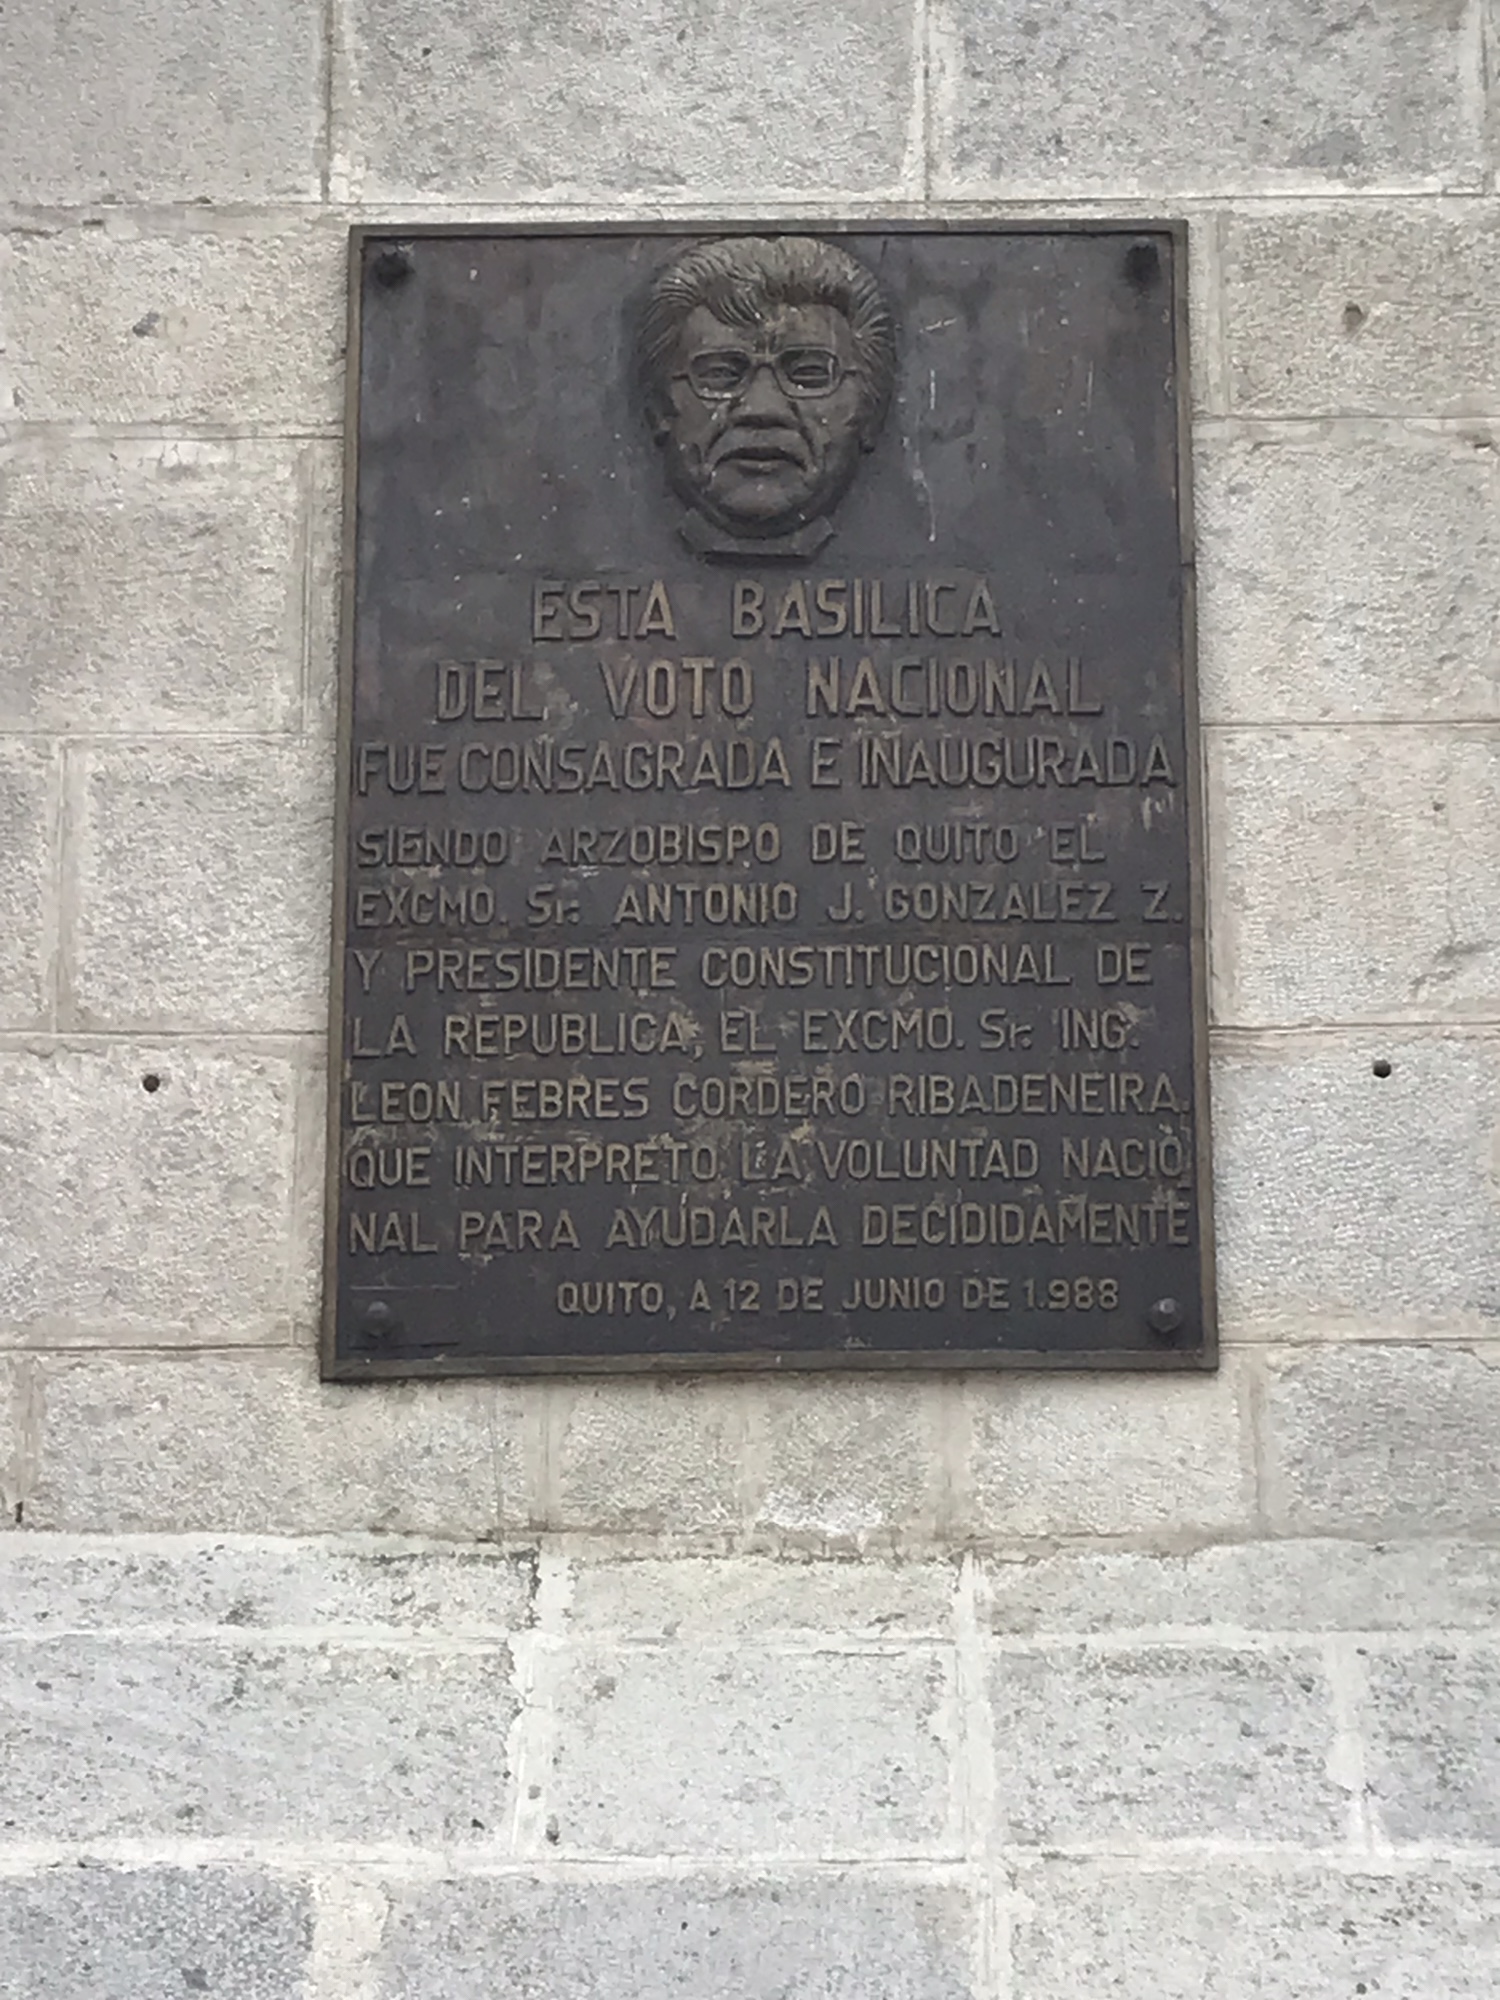 ESTA BASILICA
DEL VOTO NACIONAL
FUE CONSAGRADA E INAUGURADA
SIENDO ARZOBISPO DE QUITO EL
EXCMO. Sr. ANTONIO J. GONZALEZ Z.
Y PRESIDENTE CONSTITUCIONAL DE
LA REPUBLICA, EL EXCMO. Sr. ING.
LEON FEBRES CORDERO RIBADENEIRA.
QUE INTERPRETO LA VOLUNTAD NACIO
NAL PARA AYUDARLA DECIDIDAMENTE
QUITO, A 12 DE JUNIO DE 1.988